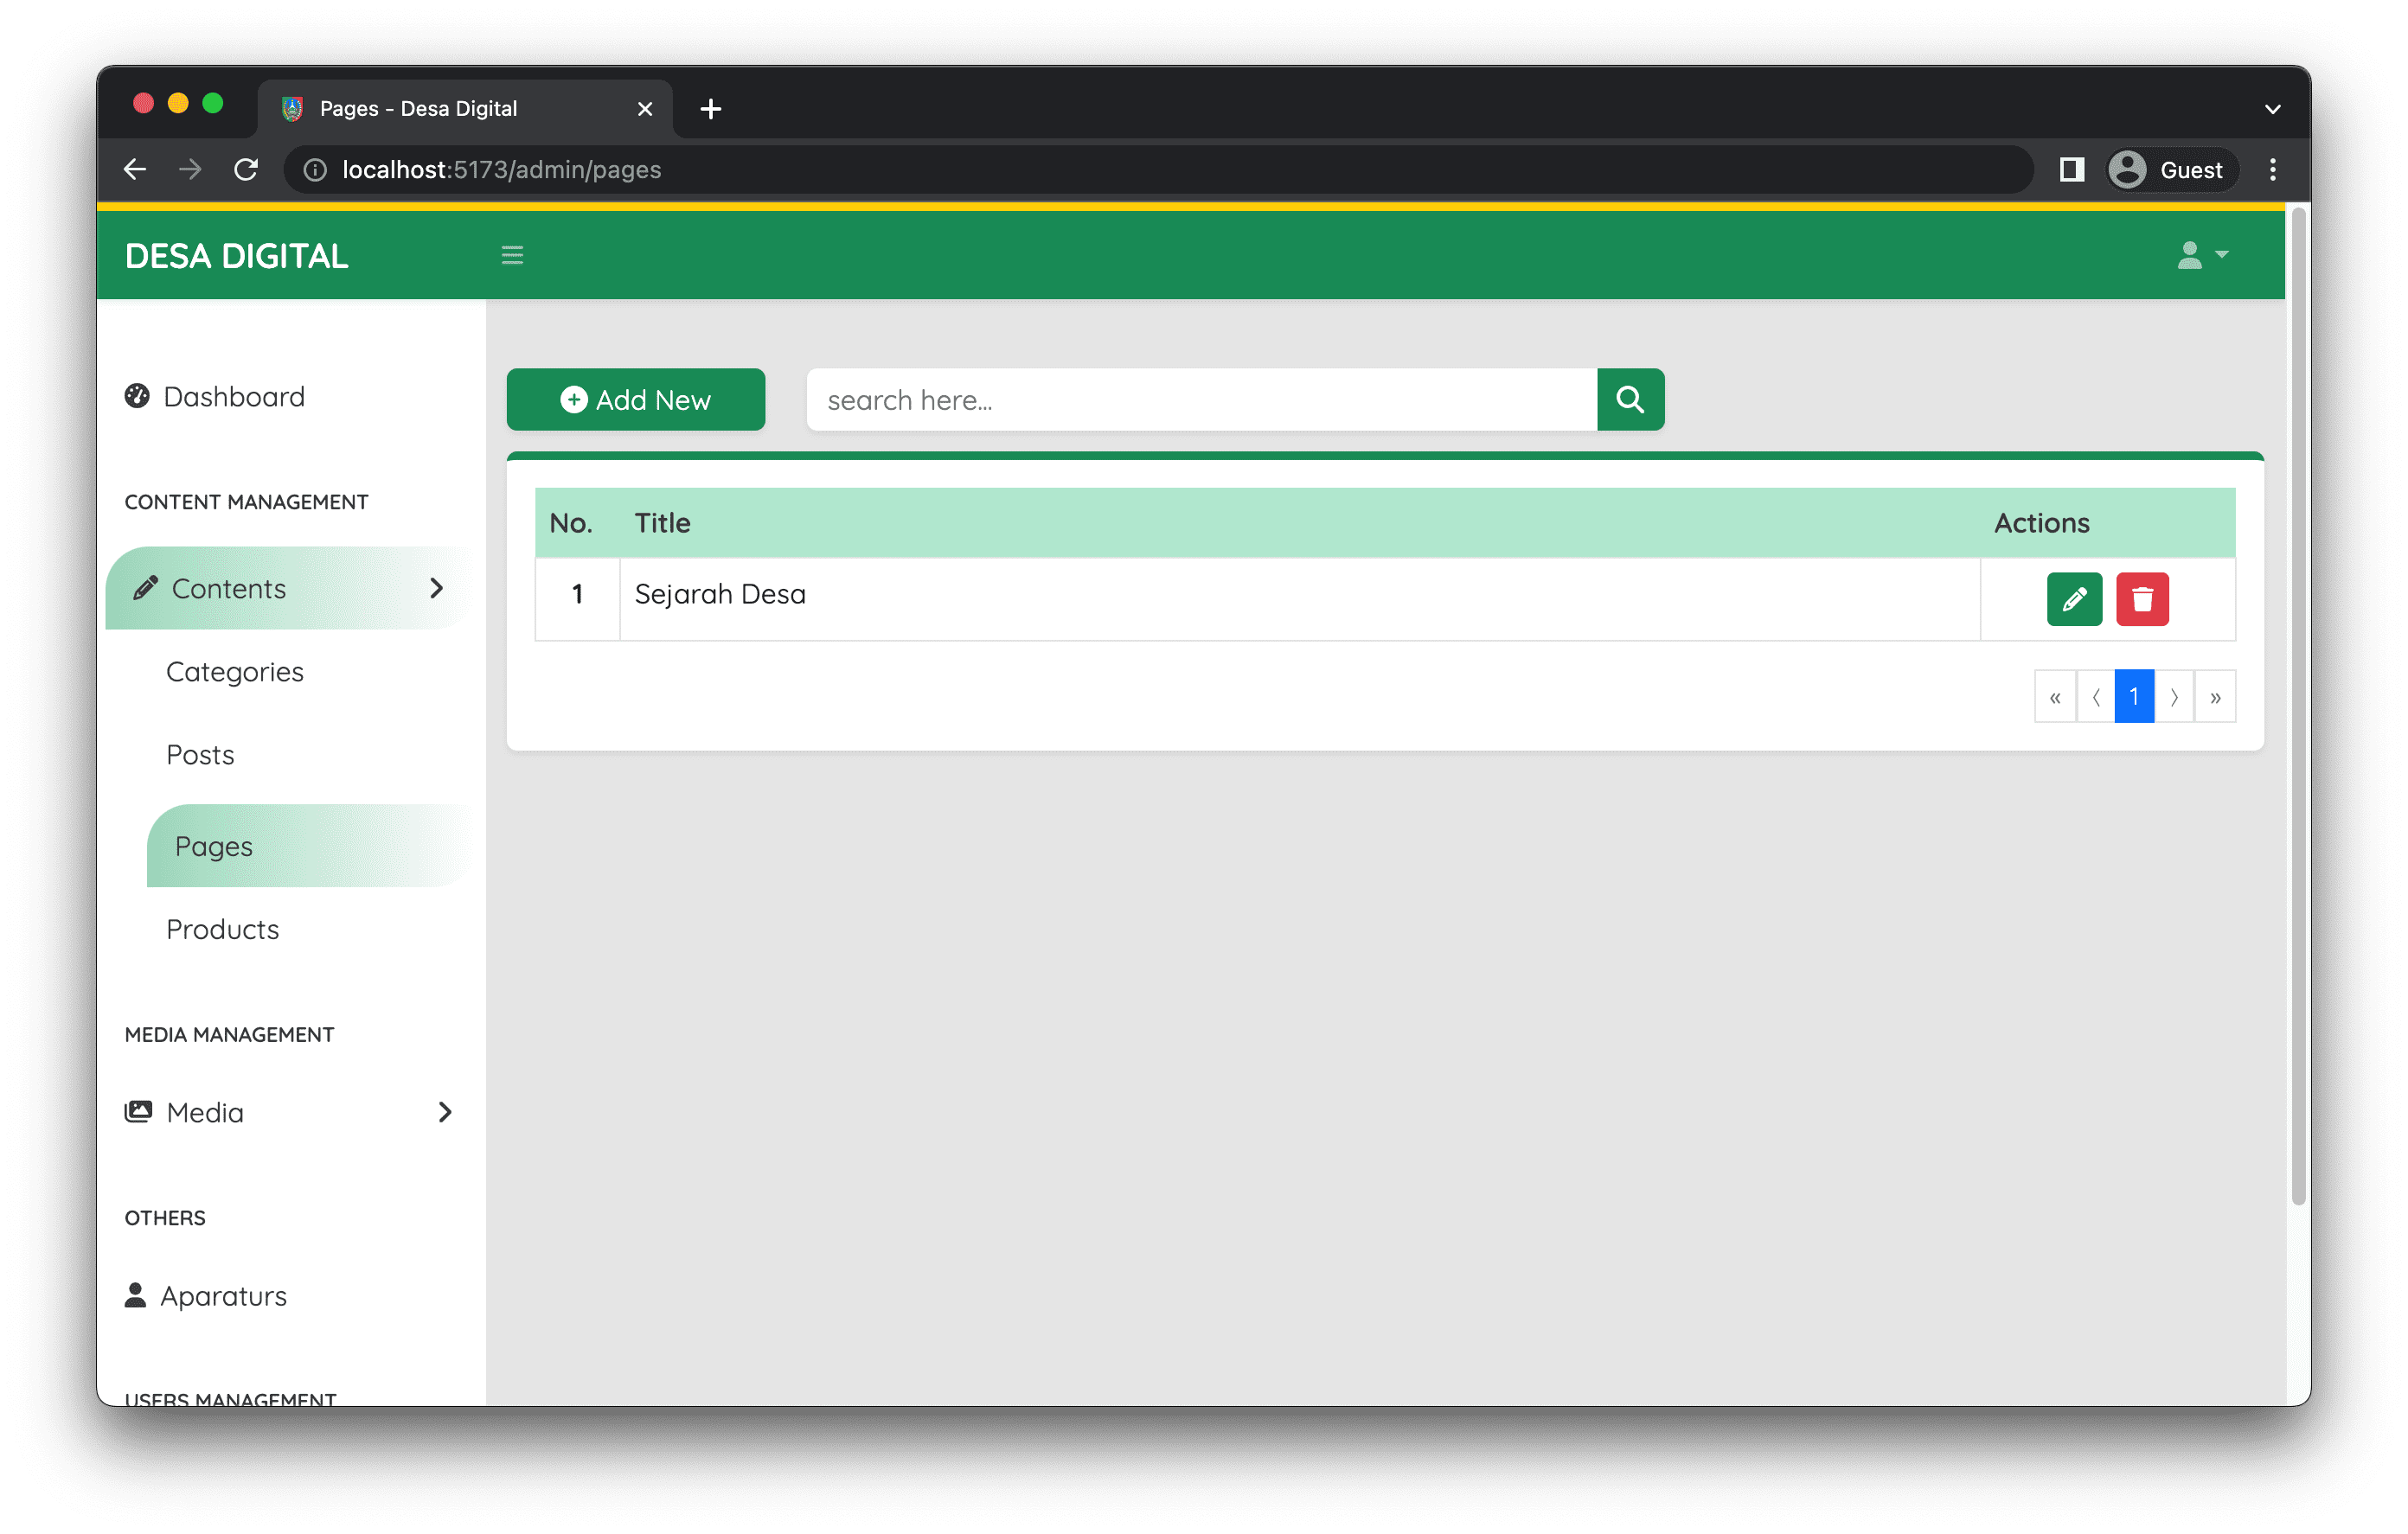 Pages - Desa Digital
localhost:5173/admin/pages
Guest
DESA DIGITAL
Dashboard
CONTENT MANAGEMENT
Contents
Categories
Posts
Pages
Products
MEDIA MANAGEMENT
Media
OTHERS
Aparaturs
USERS MANAGEMENT
Add New
search here...
No. Title Actions
1 Sejarah Desa
« ‹ 1 › »